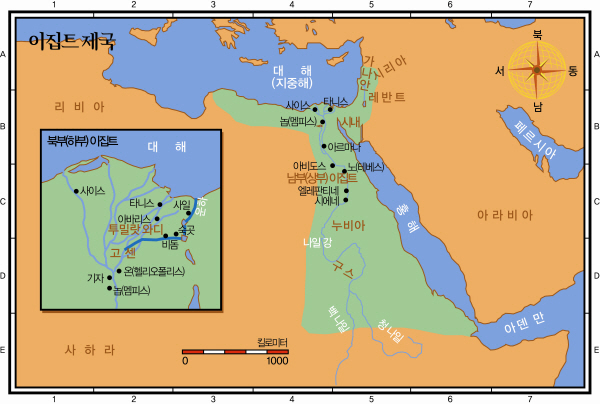 1 2 3 4 5 6 7
이집트 제국
북
서 동
남
A A
대 해
(지중해)
가나안
시리아
레반트
리 비 아
사이스
타니스
놉(멤피스)
시내
B B
페르시아
북부(하부) 이집트
대 해
아마르나
아비도스
노(테베스)
남부(상부) 이집트
엘레판티네
시에네
사이스
타니스
사일
운하
아바리스
투밀랏 와디
숙곳
비돔
고 센
C C
홍 해
아 라 비 아
누비아
나일 강
구 스
온(헬리오폴리스)
기자
놉(멤피스)
D D
백 나일
청 나일
아덴 만
사 하 라
킬로미터
0 1000
E E
1 2 3 4 5 6 7